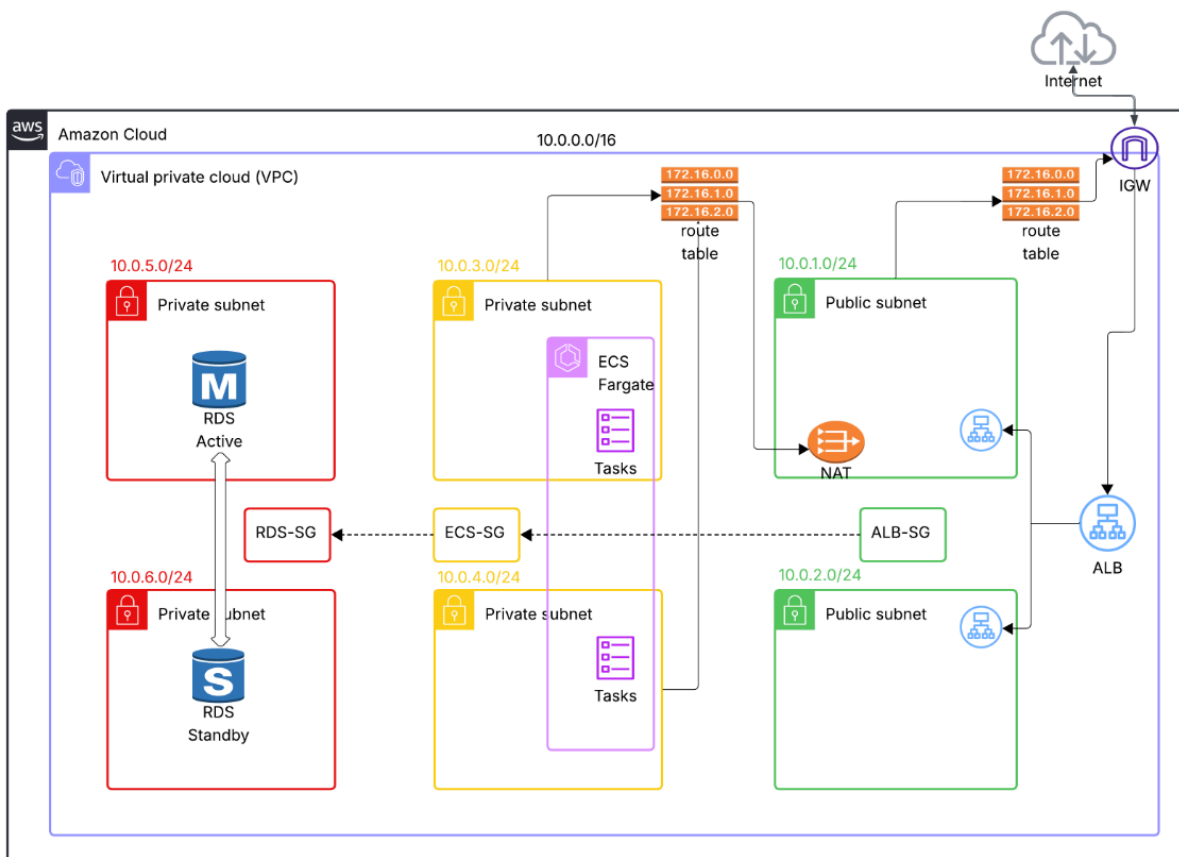 Internet
aws
Amazon Cloud
10.0.0.0/16
IGW
Virtual private cloud (VPC)
172.16.0.0
172.16.1.0
172.16.2.0
route
table
172.16.0.0
172.16.1.0
172.16.2.0
route
table
10.0.5.0/24
Private subnet
M
RDS
Active
10.0.3.0/24
Private subnet
ECS
Fargate
Tasks
10.0.1.0/24
Public subnet
NAT
RDS-SG
ECS-SG
ALB-SG
ALB
10.0.6.0/24
Private subnet
S
RDS
Standby
10.0.4.0/24
Private subnet
Tasks
10.0.2.0/24
Public subnet